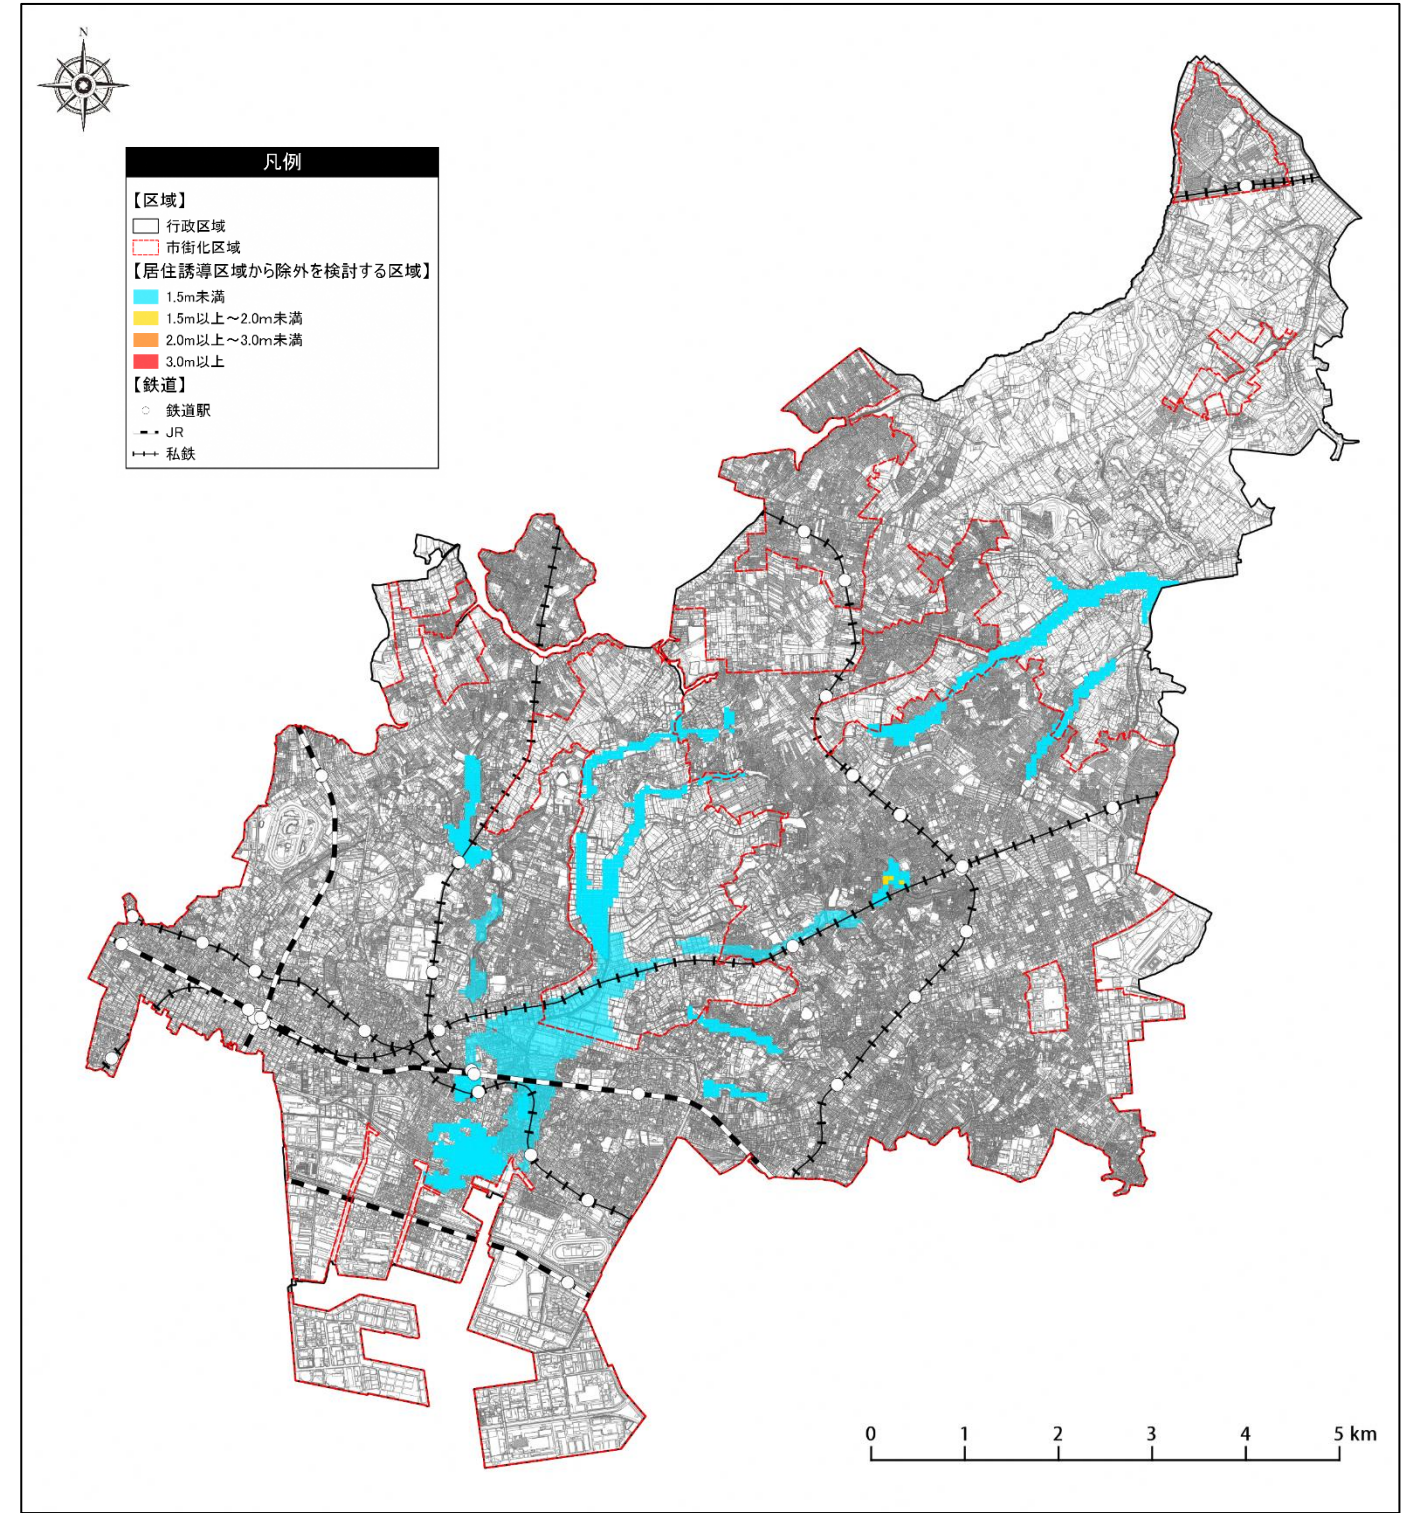 N
凡例
【区域】
行政区域
市街化区域
【居住誘導区域から除外を検討する区域】
1.5m未満
1.5m以上～2.0m未満
2.0m以上～3.0m未満
3.0m以上
【鉄道】
鉄道駅
JR
私鉄
0 1 2 3 4 5 km